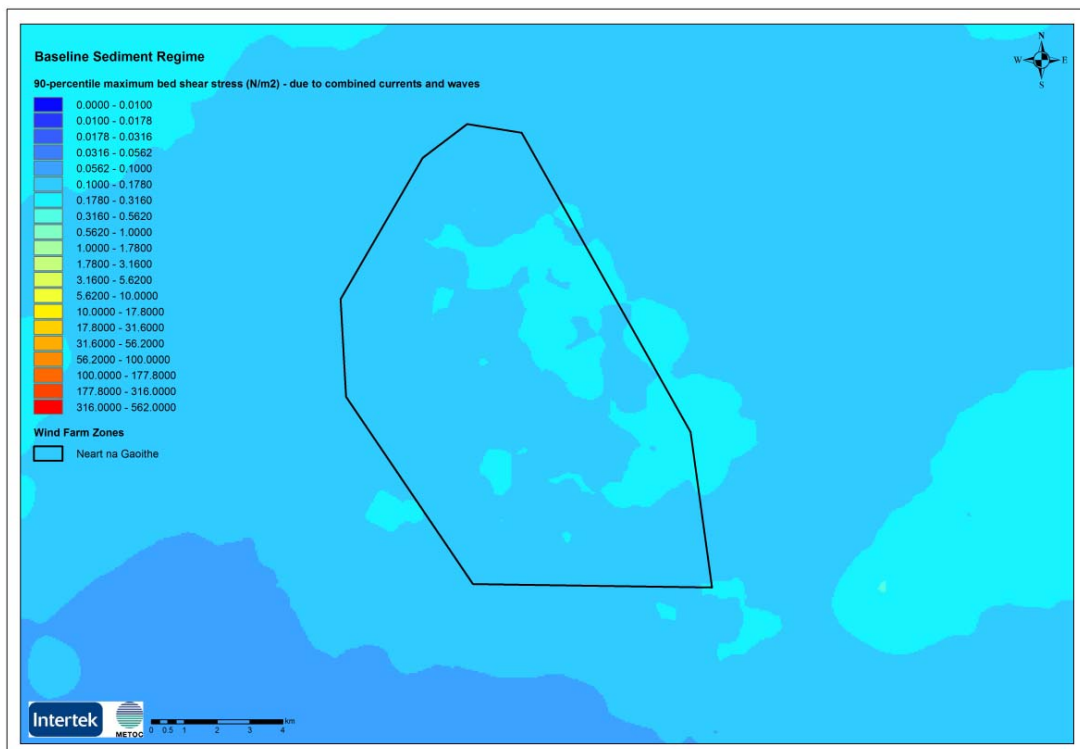 Baseline Sediment Regime
90-percentile maximum bed shear stress (N/m2) - due to combined currents and waves
0.0000 - 0.0100
0.0100 - 0.0178
0.0178 - 0.0316
0.0316 - 0.0562
0.0562 - 0.1000
0.1000 - 0.1780
0.1780 - 0.3160
0.3160 - 0.5620
0.5620 - 1.0000
1.0000 - 1.7800
1.7800 - 3.1600
3.1600 - 5.6200
5.6200 - 10.0000
10.0000 - 17.8000
17.8000 - 31.6000
31.6000 - 56.2000
56.2000 - 100.0000
100.0000 - 177.8000
177.8000 - 316.0000
316.0000 - 562.0000
Wind Farm Zones
Neart na Gaoithe
N
W E
S
Intertek
METOC
km
0 0.5 1 2 3 4